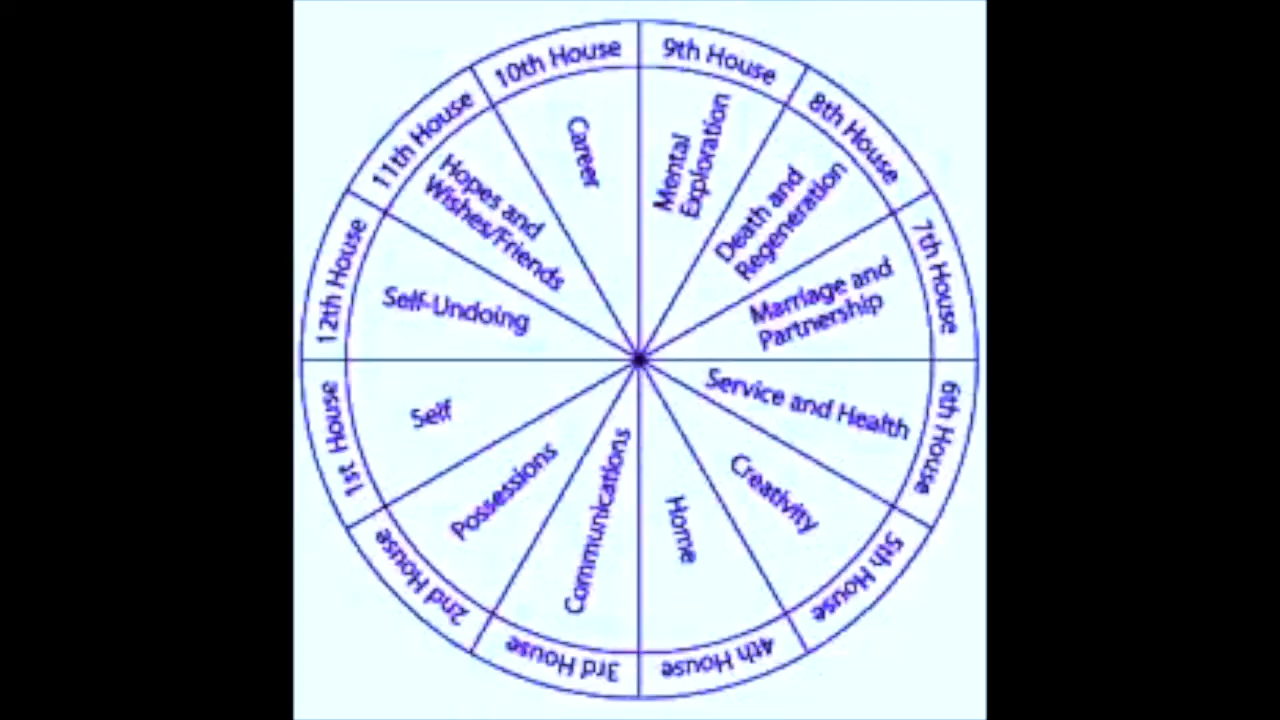 10th House
9th House
8th House
7th House
6th House
5th House
4th House
3rd House
2nd House
1st House
12th House
11th House
Career
Mental
Exploration
Death and
Regeneration
Marriage and
Partnership
Service and Health
Creativity
Home
Communications
Possessions
Self
Self-Undoing
Hopes and
Wishes/Friends